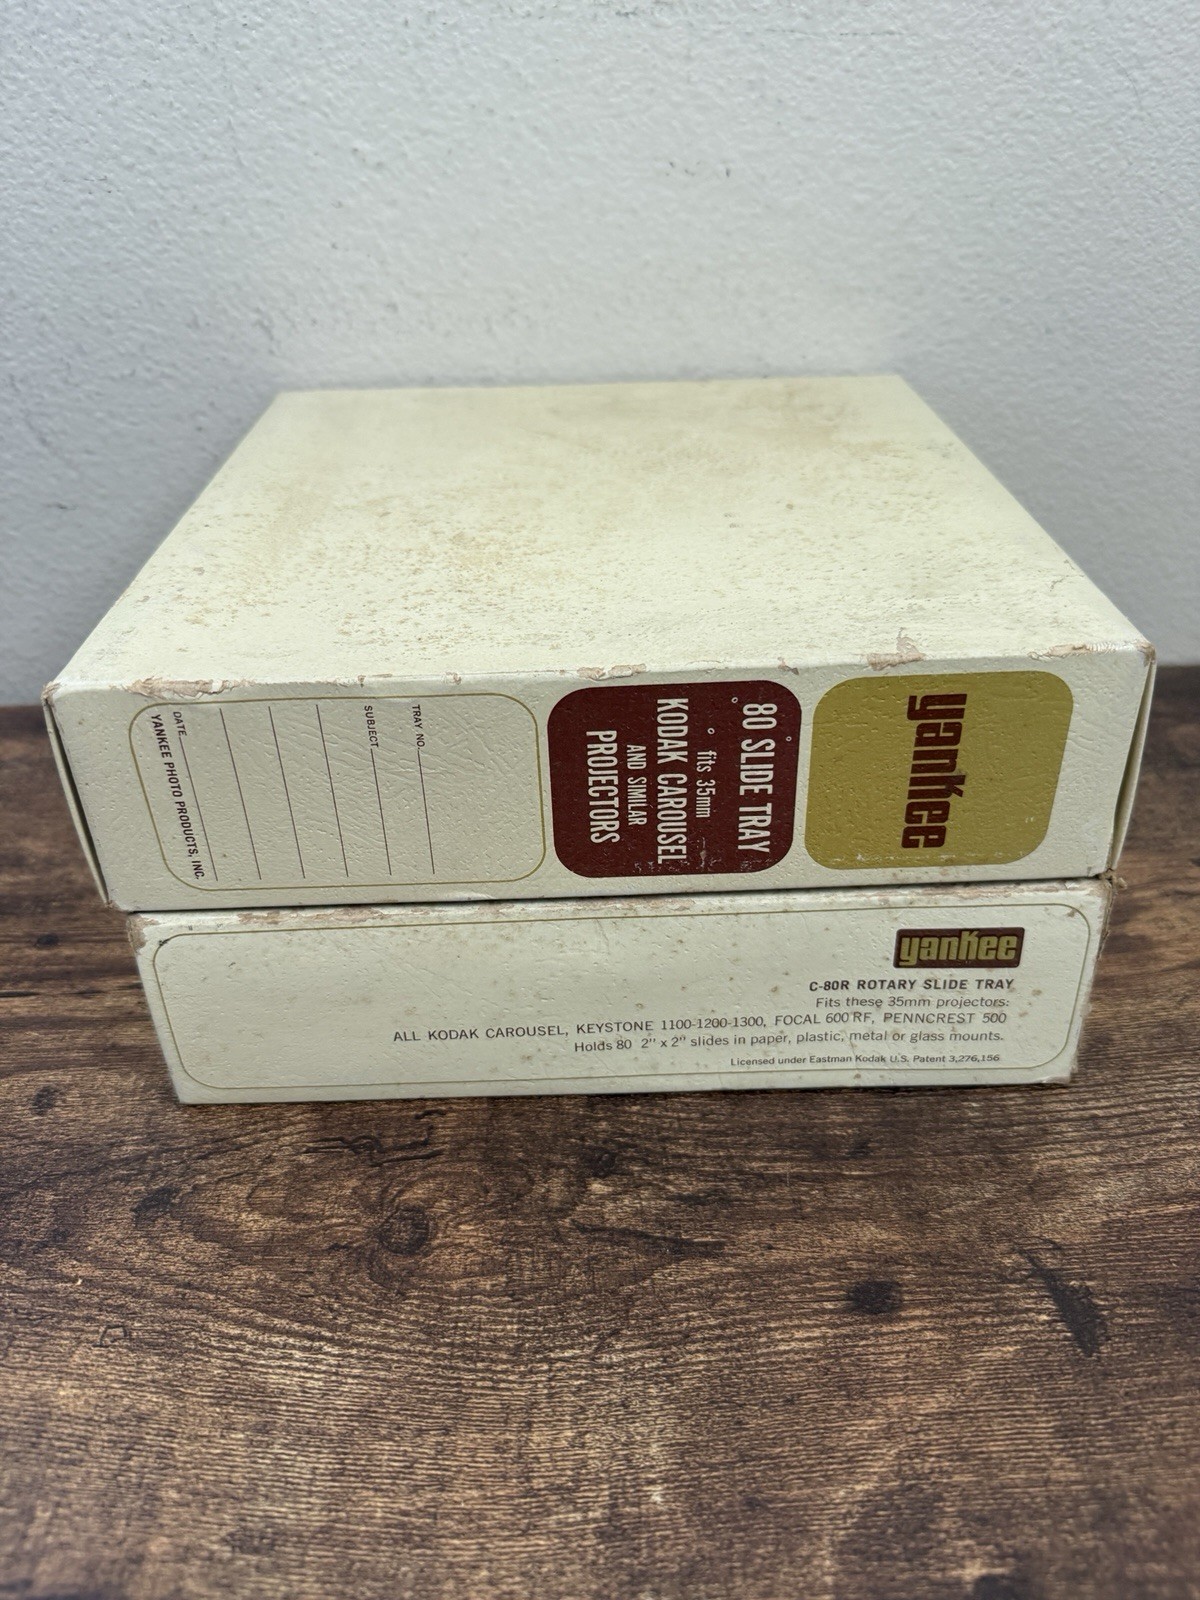 yankee
80 SLIDE TRAY
fits 35mm
KODAK CAROUSEL
AND SIMILAR
PROJECTORS
TRAY NO.
SUBJECT
DATE
YANKEE PHOTO PRODUCTS, INC.
yankee
C-80R ROTARY SLIDE TRAY
Fits these 35mm projectors:
ALL KODAK CAROUSEL, KEYSTONE 1100-1200-1300, FOCAL 600 RF, PENNCREST 500
Holds 80 2" x 2" slides in paper, plastic, metal or glass mounts.
Licensed under Eastman Kodak U.S. Patent 3,276,156